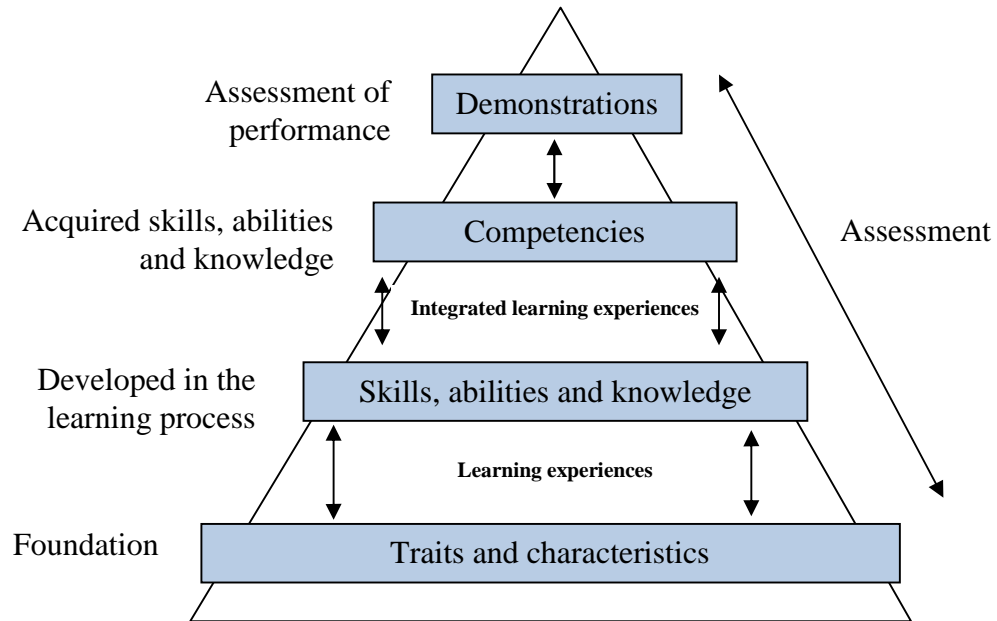 Assessment of
performance
Demonstrations
Acquired skills, abilities
and knowledge
Competencies
Assessment
Integrated learning experiences
Developed in the
learning process
Skills, abilities and knowledge
Learning experiences
Foundation
Traits and characteristics